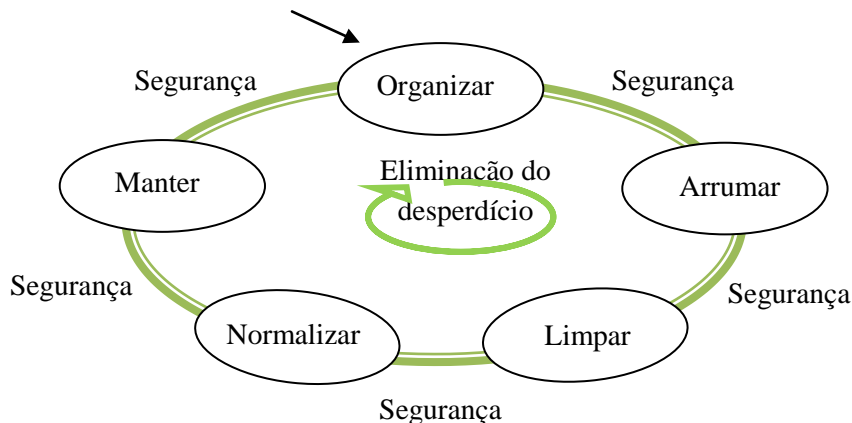 Segurança
Organizar
Segurança
Manter
Eliminação do
desperdício
Arrumar
Segurança
Segurança
Normalizar
Limpar
Segurança